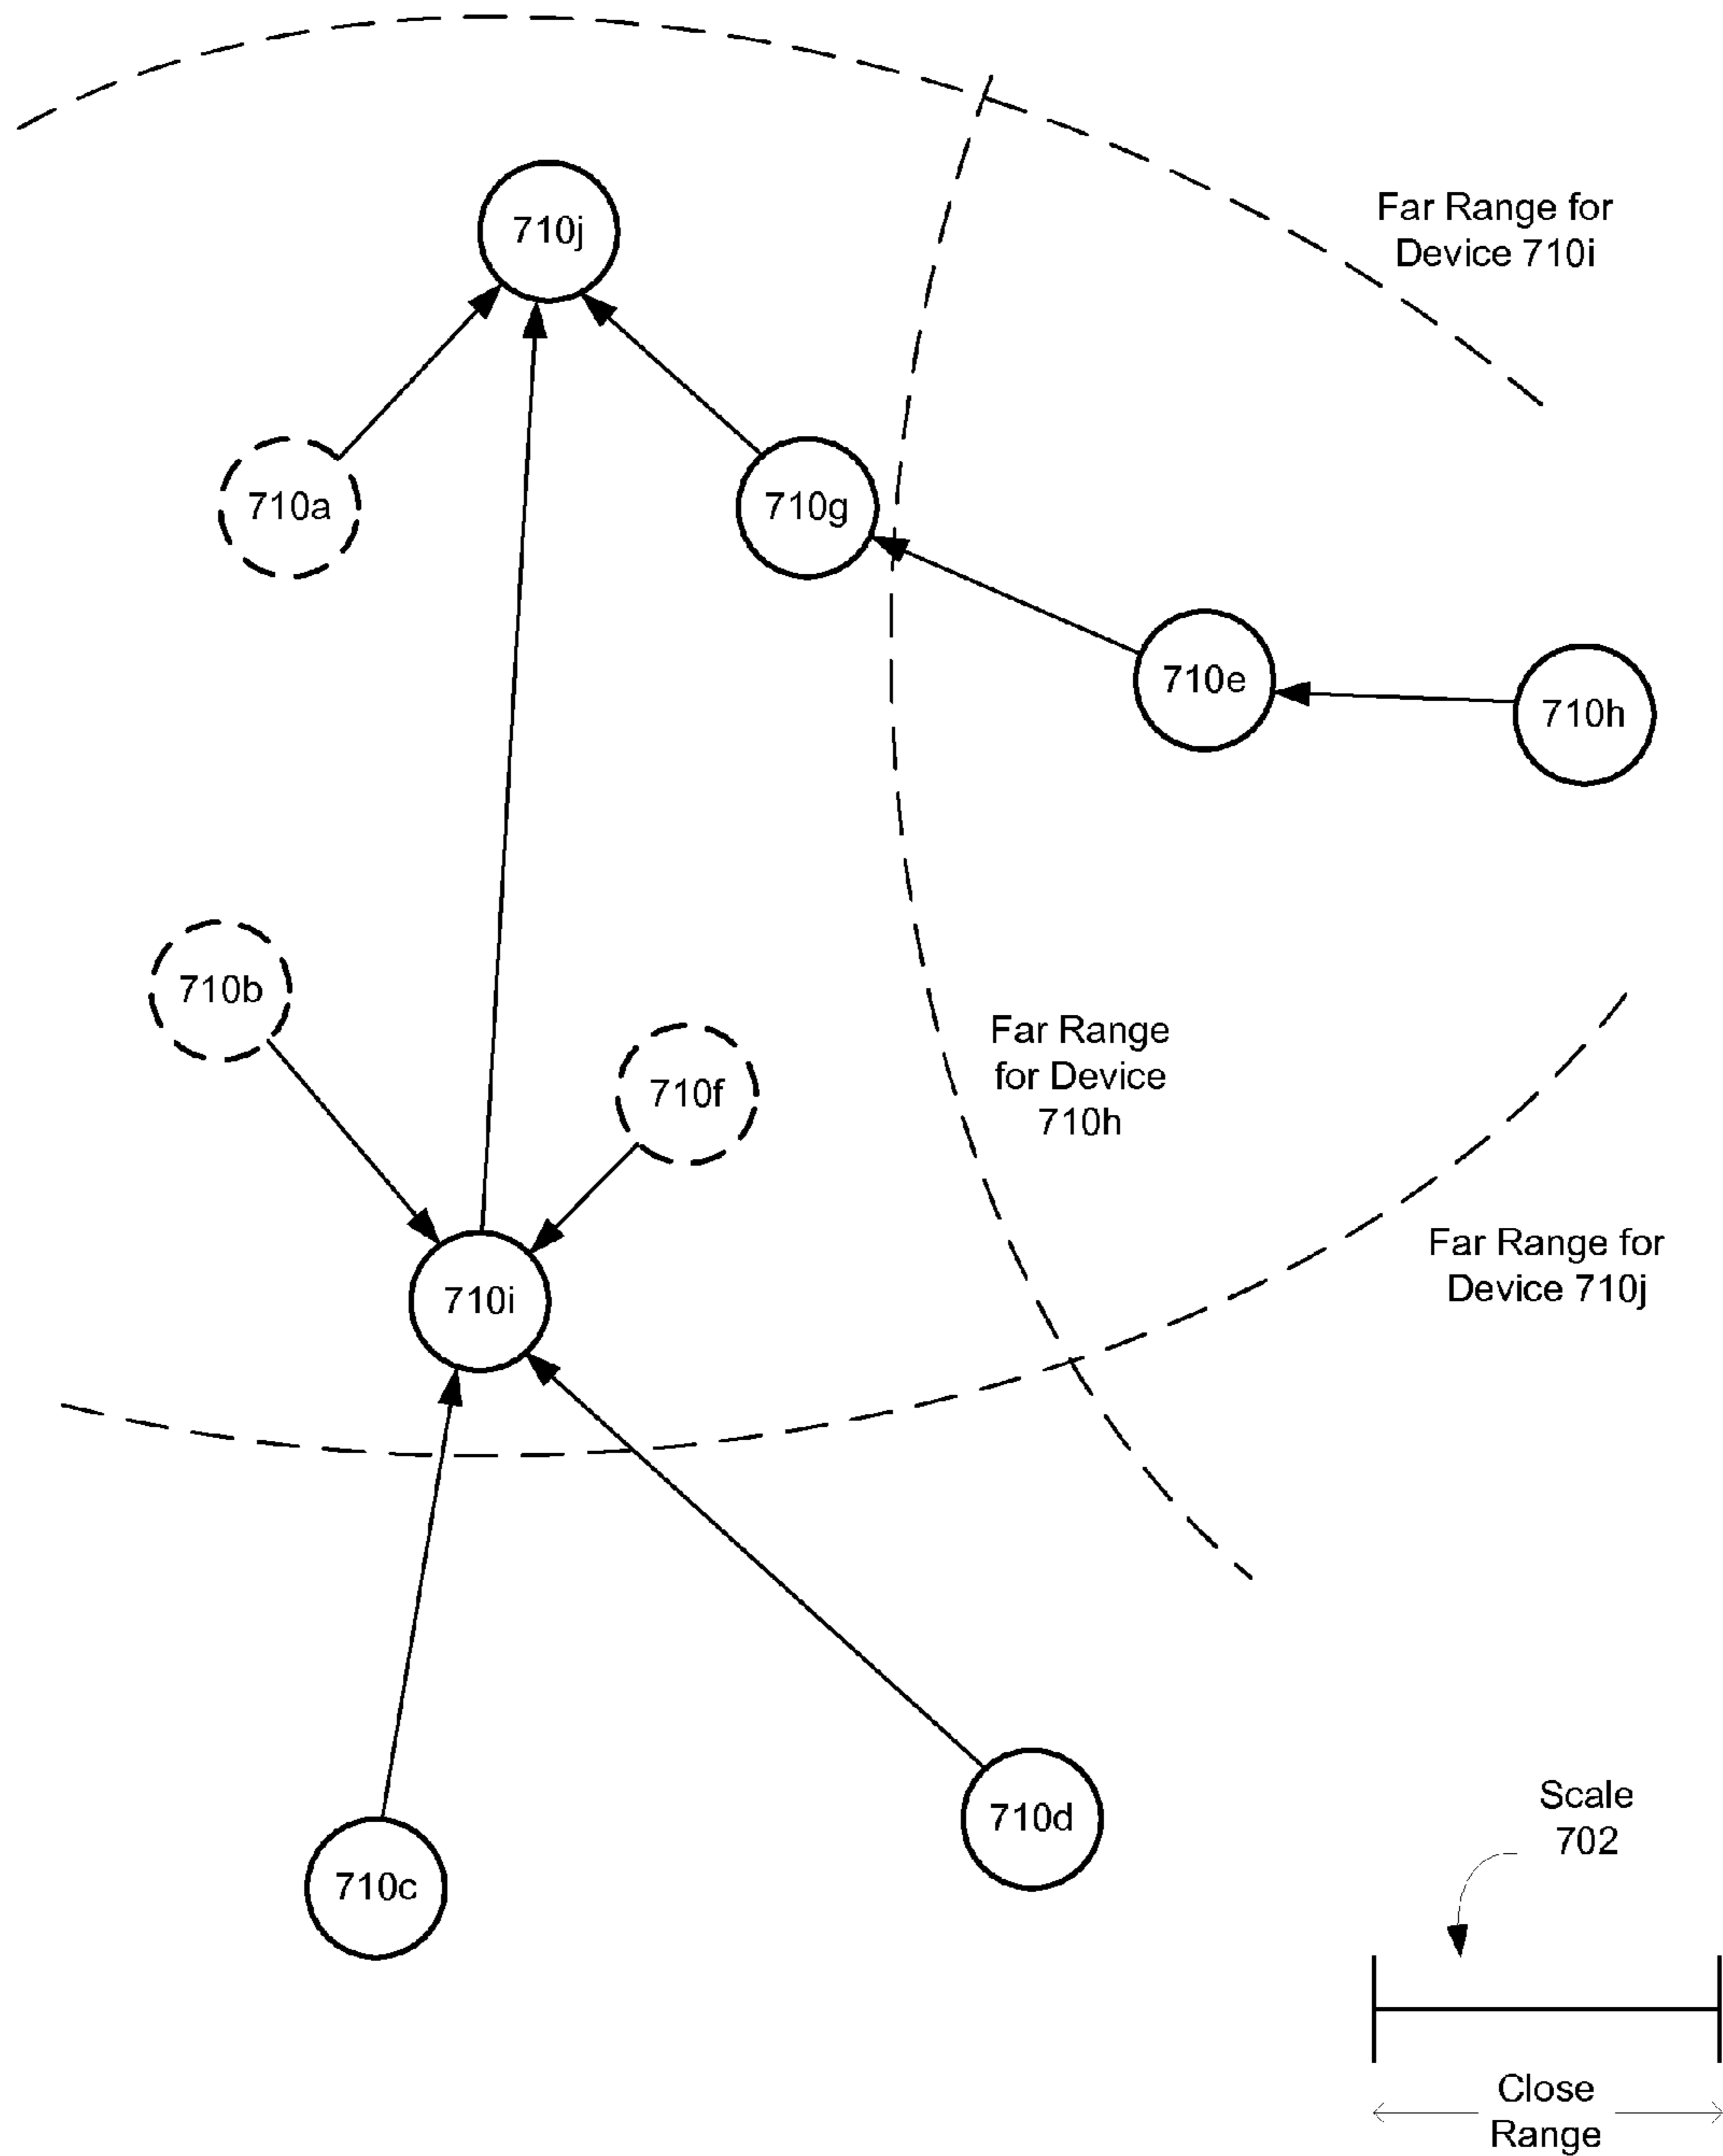 Far Range for
Device 710i
710j
710a
710g
710e
710h
710b
710f
Far Range
for Device
710h
Far Range for
Device 710j
710i
710d
710c
Scale
702
Close
Range